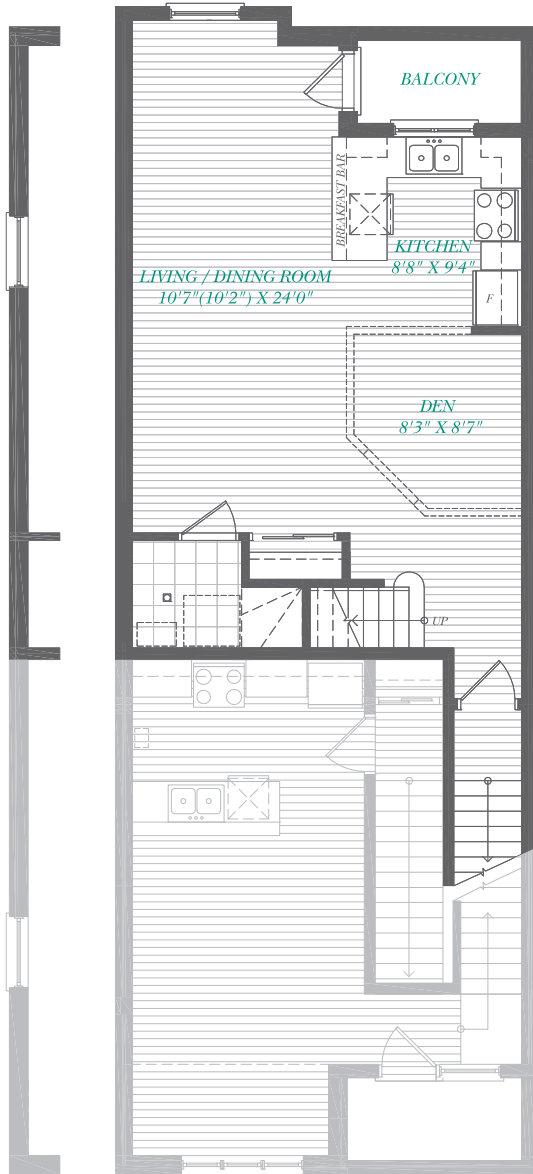 BALCONY
BREAKFAST BAR
KITCHEN
8'8" X 9'4"
LIVING / DINING ROOM
10'7"(10'2") X 24'0"
F
DEN
8'3" X 8'7"
UP